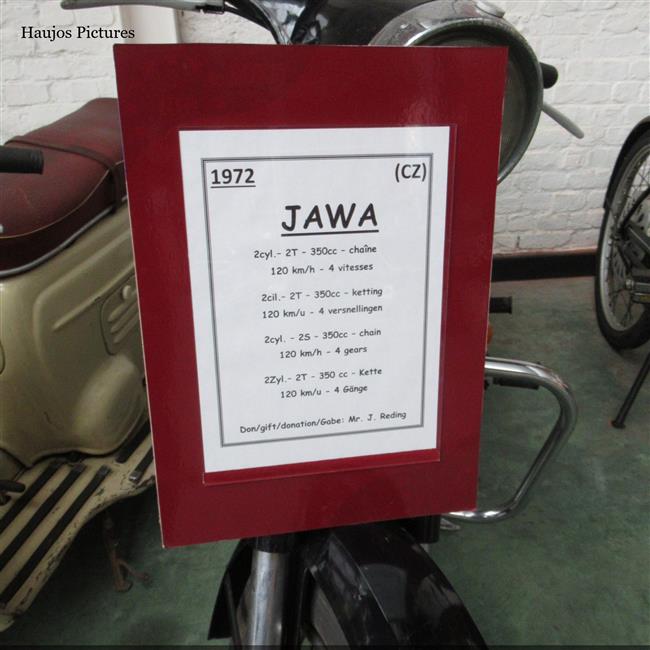 Haujos Pictures
1972 (CZ)
JAWA
2cyl.- 2T - 350cc - chaîne
120 km/h - 4 vitesses
2cil.- 2T - 350cc - ketting
120 km/u - 4 versnellingen
2cyl. - 2S - 350cc - chain
120 km/h - 4 gears
2Zyl.- 2T - 350 cc - Kette
120 km/u - 4 Gänge
Don/gift/donation/Gabe: Mr. J. Reding